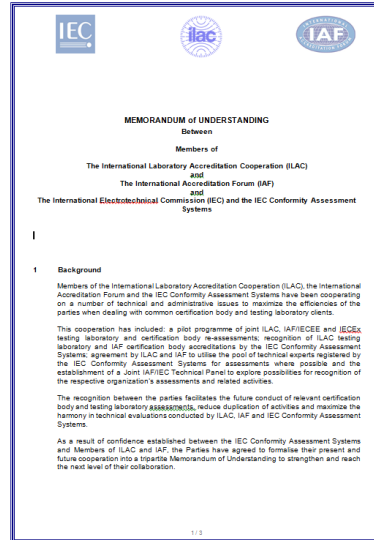 IEC
ilac
INTERNATIONAL
IAF
ACCREDITATION FORUM
MEMORANDUM of UNDERSTANDING
Between
Members of
The International Laboratory Accreditation Cooperation (ILAC)
and
The International Accreditation Forum (IAF)
and
The International Electrotechnical Commission (IEC) and the IEC Conformity Assessment
Systems
1 Background
Members of the International Laboratory Accreditation Cooperation (ILAC), the International
Accreditation Forum and the IEC Conformity Assessment Systems have been cooperating
on a number of technical and administrative issues to maximize the efficiencies of the
parties when dealing with common certification body and testing laboratory clients.
This cooperation has included: a pilot programme of joint ILAC, IAF/IECEE and IECEx
testing laboratory and certification body re-assessments; recognition of ILAC testing
laboratory and IAF certification body accreditations by the IEC Conformity Assessment
Systems; agreement by ILAC and IAF to utilise the pool of technical experts registered by
the IEC Conformity Assessment Systems for assessments where possible and the
establishment of a Joint IAF/IEC Technical Panel to explore possibilities for recognition of
the respective organization's assessments and related activities.
The recognition between the parties facilitates the future conduct of relevant certification
body and testing laboratory assessments, reduce duplication of activities and maximize the
harmony in technical evaluations conducted by ILAC, IAF and IEC Conformity Assessment
Systems.
As a result of confidence established between the IEC Conformity Assessment Systems
and Members of ILAC and IAF, the Parties have agreed to formalise their present and
future cooperation into a tripartite Memorandum of Understanding to strengthen and reach
the next level of their collaboration.
1 / 3